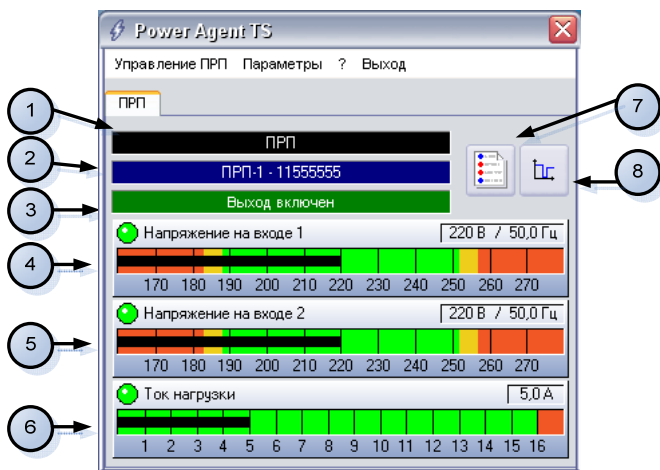 Power Agent TS
Управление ПРП Параметры ? Выход
ПРП
1
ПРП
7
2
ПРП-1 - 11555555
8
3
Выход включен
Напряжение на входе 1 220 В / 50,0 Гц
4
170 180 190 200 210 220 230 240 250 260 270
Напряжение на входе 2 220 В / 50,0 Гц
5
170 180 190 200 210 220 230 240 250 260 270
Ток нагрузки 5,0 А
6
1 2 3 4 5 6 7 8 9 10 11 12 13 14 15 16